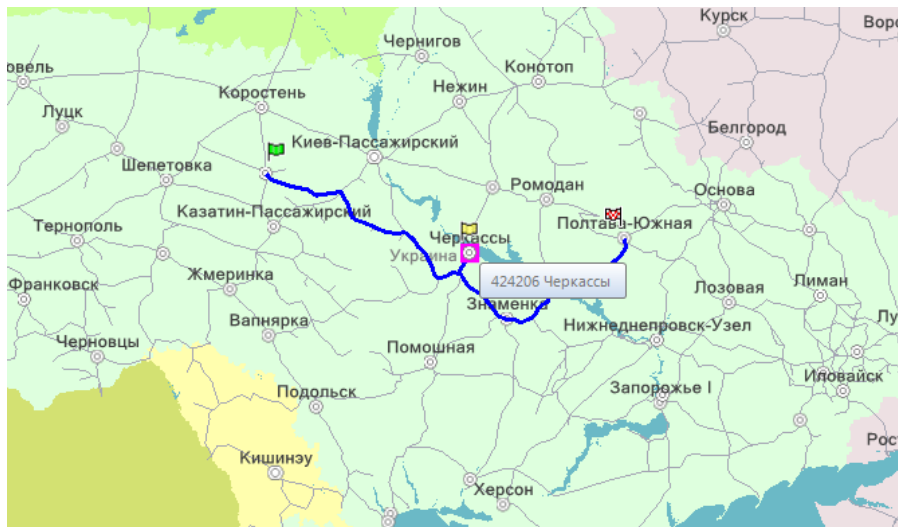 Курск
Воро
Чернигов
Конотоп
овель
Нежин
Коростень
Луцк
Белгород
Киев-Пассажирский
Шепетовка
Ромодан
Основа
Казатин-Пассажирский
Полтава-Южная
Тернополь
Черкассы
Украина
424206 Черкассы
Франковск
Жмеринка
Лозовая
Лиман
Знаменка
Лу
Вапнярка
Нижнеднепровск-Узел
Черновцы
Помошная
Иловайск
Подольск
Запорожье I
Рост
Кишинэу
Херсон